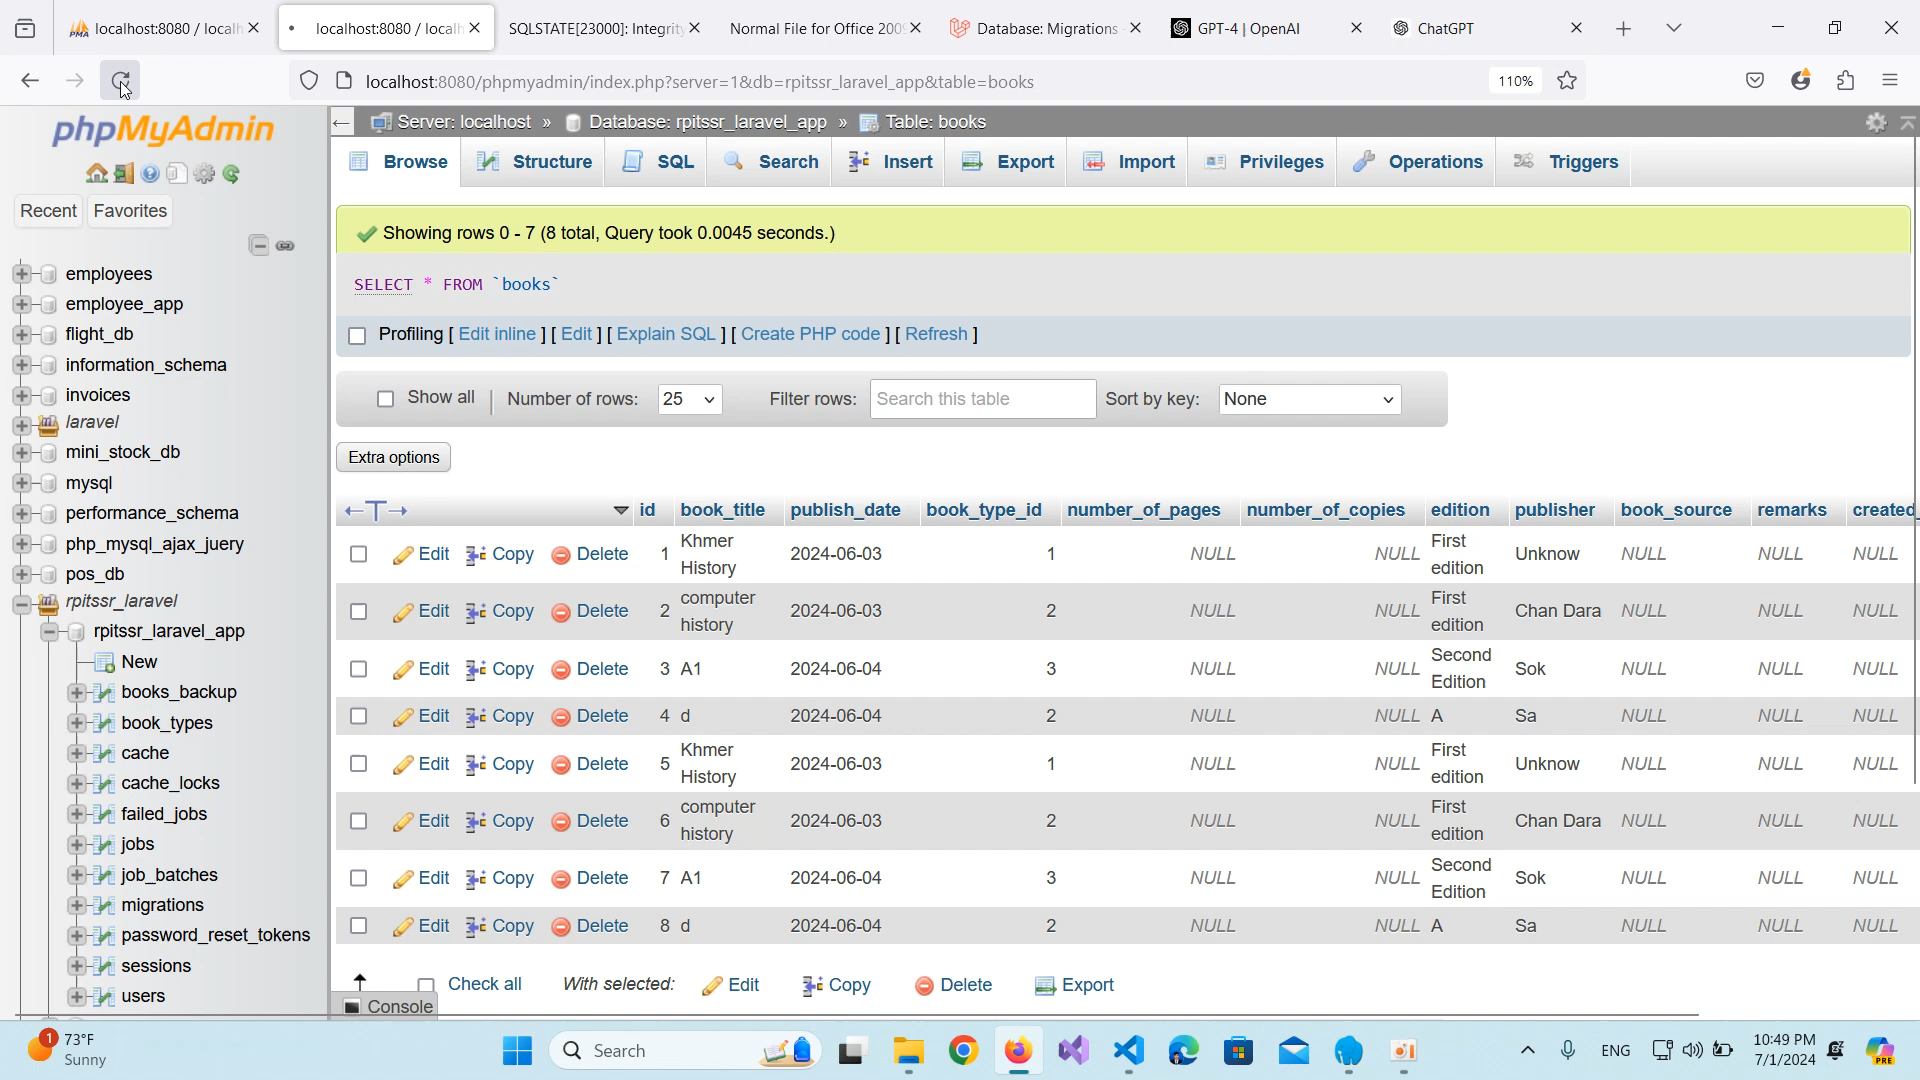 localhost:8080 / localh
localhost:8080 / localh
SQLSTATE[23000]: Integrity
Normal File for Office 2009
Database: Migrations
GPT-4 | OpenAI
ChatGPT
localhost:8080/phpmyadmin/index.php?server=1&db=rpitssr_laravel_app&table=books
110%
phpMyAdmin
Recent
Favorites
employees
employee_app
flight_db
information_schema
invoices
laravel
mini_stock_db
mysql
performance_schema
php_mysql_ajax_juery
pos_db
rpitssr_laravel
rpitssr_laravel_app
New
books_backup
book_types
cache
cache_locks
failed_jobs
jobs
job_batches
migrations
password_reset_tokens
sessions
users
Server: localhost » Database: rpitssr_laravel_app » Table: books
Browse Structure SQL Search Insert Export Import Privileges Operations Triggers
Showing rows 0 - 7 (8 total, Query took 0.0045 seconds.)
SELECT * FROM `books`
Profiling [ Edit inline ] [ Edit ] [ Explain SQL ] [ Create PHP code ] [ Refresh ]
Show all Number of rows: 25 Filter rows: Search this table Sort by key: None
Extra options
id book_title publish_date book_type_id number_of_pages number_of_copies edition publisher book_source remarks created_
Edit Copy Delete 1 Khmer History 2024-06-03 1 NULL NULL First edition Unknow NULL NULL NULL
Edit Copy Delete 2 computer history 2024-06-03 2 NULL NULL First edition Chan Dara NULL NULL NULL
Edit Copy Delete 3 A1 2024-06-04 3 NULL NULL Second Edition Sok NULL NULL NULL
Edit Copy Delete 4 d 2024-06-04 2 NULL NULL A Sa NULL NULL NULL
Edit Copy Delete 5 Khmer History 2024-06-03 1 NULL NULL First edition Unknow NULL NULL NULL
Edit Copy Delete 6 computer history 2024-06-03 2 NULL NULL First edition Chan Dara NULL NULL NULL
Edit Copy Delete 7 A1 2024-06-04 3 NULL NULL Second Edition Sok NULL NULL NULL
Edit Copy Delete 8 d 2024-06-04 2 NULL NULL A Sa NULL NULL NULL
Check all With selected: Edit Copy Delete Export
Console
1
73°F
Sunny
Search
ENG
10:49 PM
7/1/2024
PRE